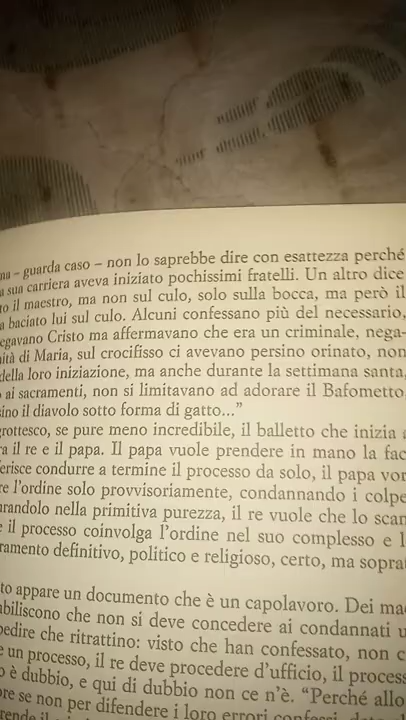 na – guarda caso – non lo saprebbe dire con esattezza perché
a sua carriera aveva iniziato pochissimi fratelli. Un altro dice
to il maestro, ma non sul culo, solo sulla bocca, ma però il
a baciato lui sul culo. Alcuni confessano più del necessario,
egavano Cristo ma affermavano che era un criminale, nega-
nità di Maria, sul crocifisso ci avevano persino orinato, non
della loro iniziazione, ma anche durante la settimana santa,
ai sacramenti, non si limitavano ad adorare il Bafometto
sino il diavolo sotto forma di gatto...”
grottesco, se pure meno incredibile, il balletto che inizia
ra il re e il papa. Il papa vuole prendere in mano la fac
ferisce condurre a termine il processo da solo, il papa vor
re l’ordine solo provvisoriamente, condannando i colpe
urandolo nella primitiva purezza, il re vuole che lo scan
e il processo coinvolga l’ordine nel suo complesso e l
ramento definitivo, politico e religioso, certo, ma sopra
to appare un documento che è un capolavoro. Dei ma
abiliscono che non si deve concedere ai condannati u
pedire che ritrattino: visto che han confessato, non c
e un processo, il re deve procedere d’ufficio, il process
o è dubbio, e qui di dubbio non ce n’è. “Perché allo
ore se non per difendere i loro errori confessi,
rende il